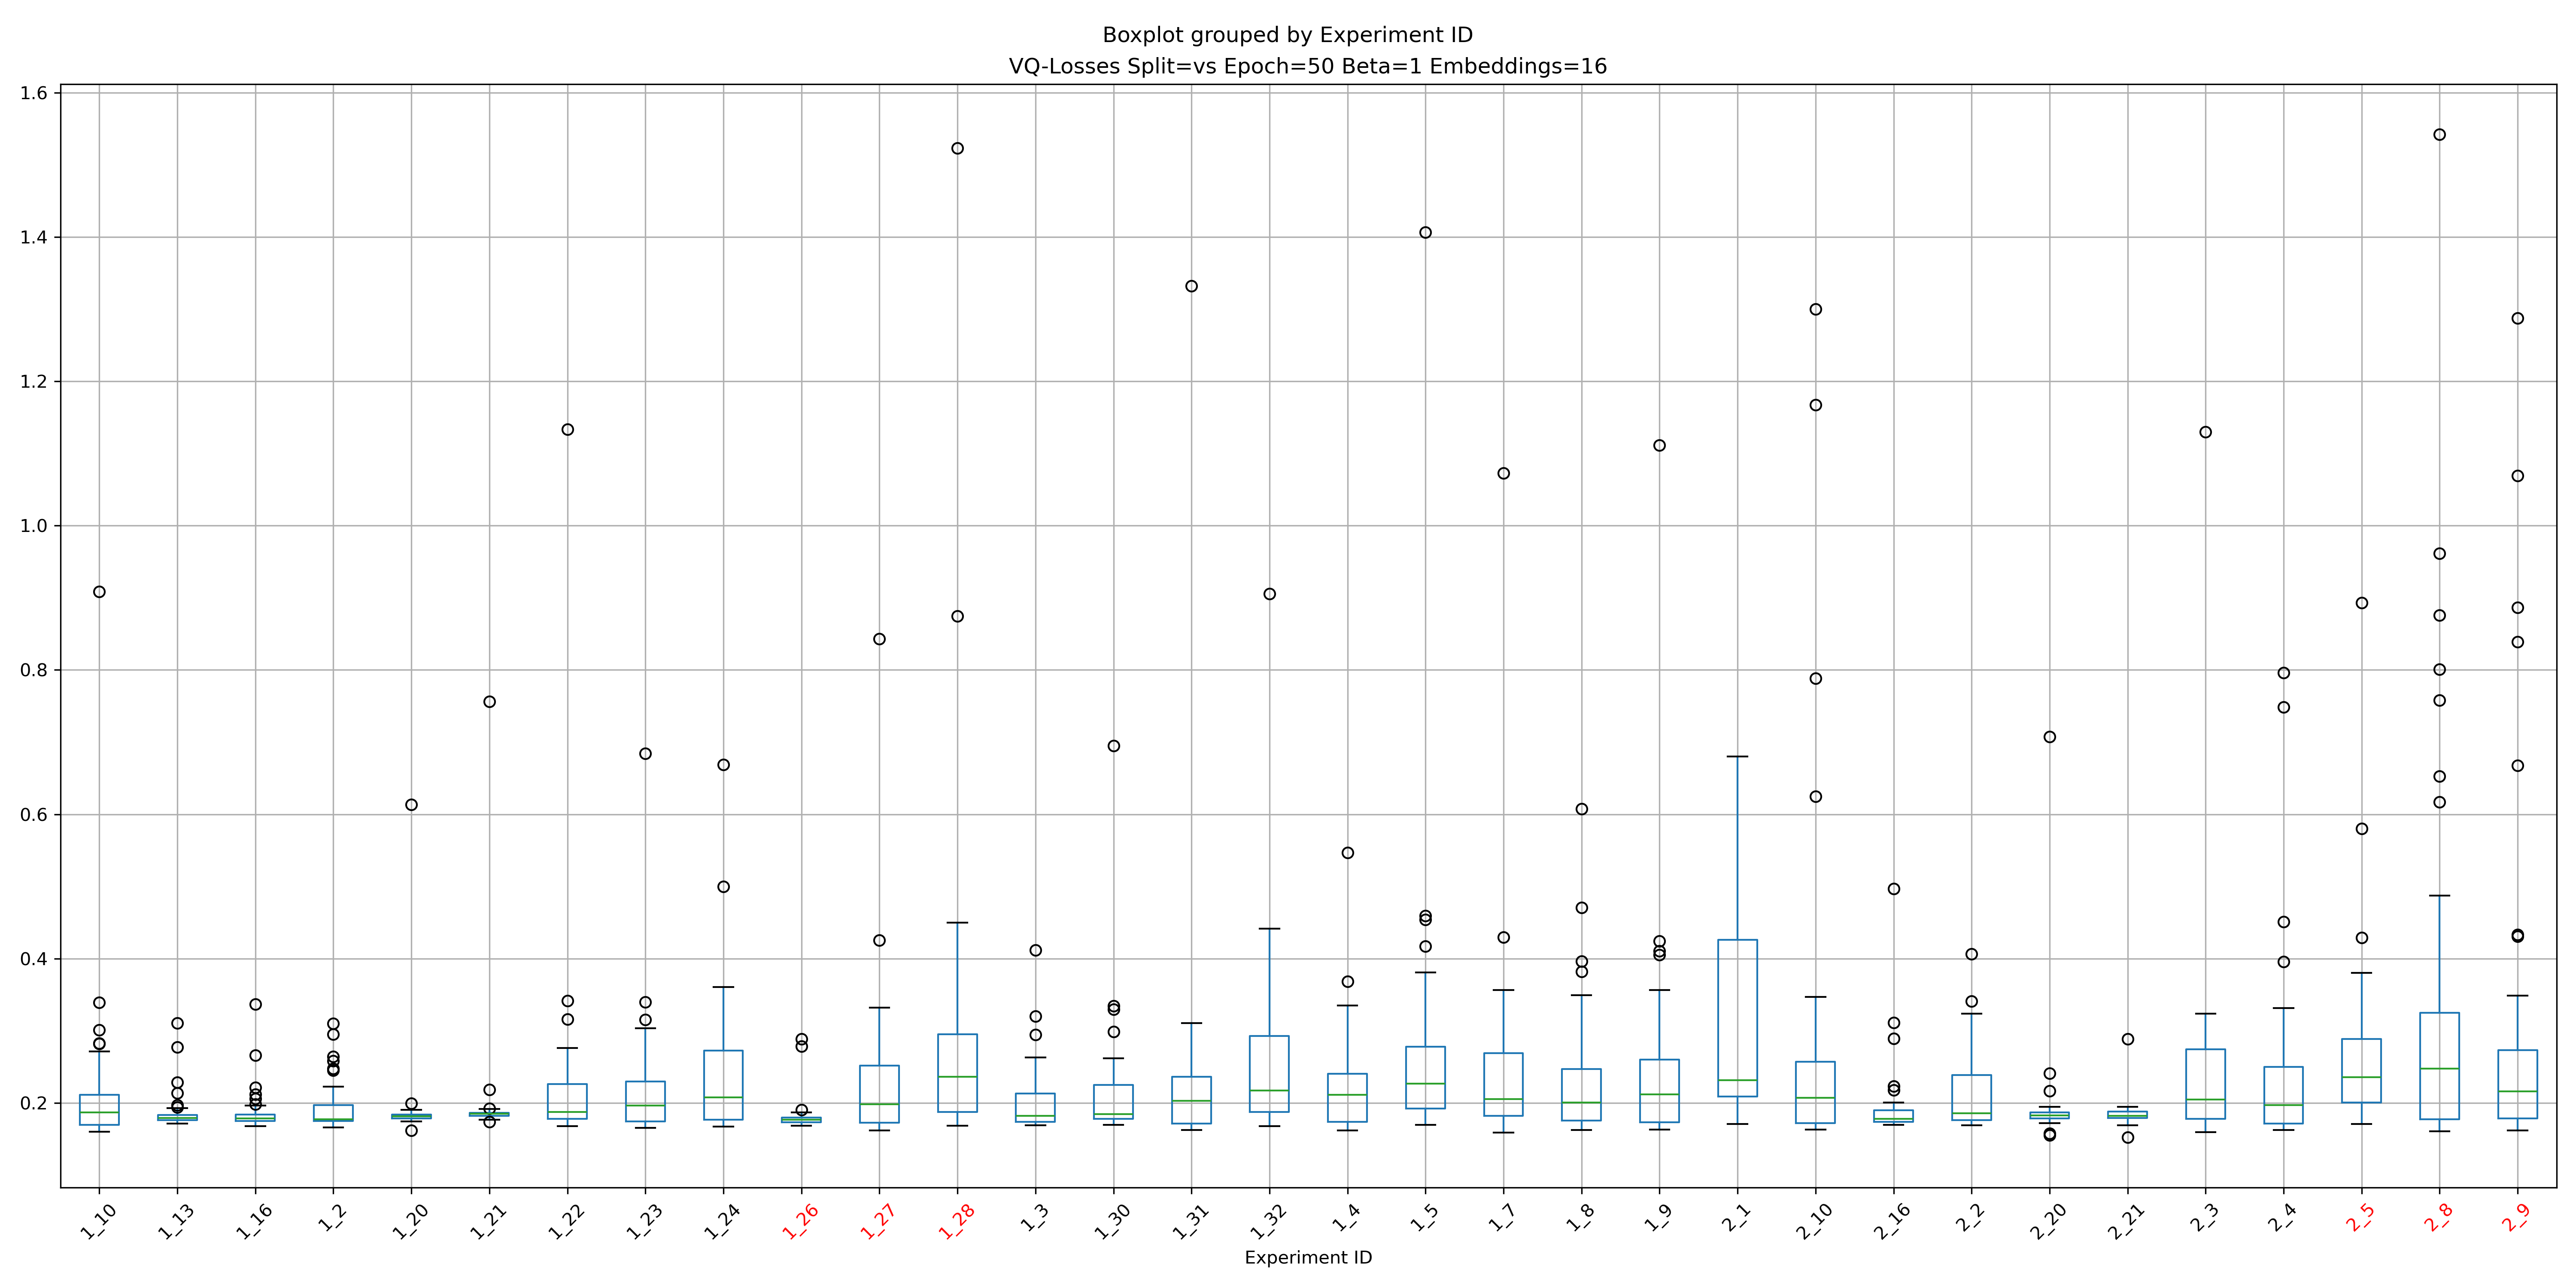 Boxplot grouped by Experiment ID
VQ-Losses Split=vs Epoch=50 Beta=1 Embeddings=16
1.6
1.4
1.2
1.0
0.8
0.6
0.4
0.2
1_10 1_13 1_16 1_2 1_20 1_21 1_22 1_23 1_24 1_26 1_27 1_28 1_3 1_30 1_31 1_32 1_4 1_5 1_7 1_8 1_9 2_1 2_10 2_16 2_2 2_20 2_21 2_3 2_4 2_5 2_8 2_9
Experiment ID